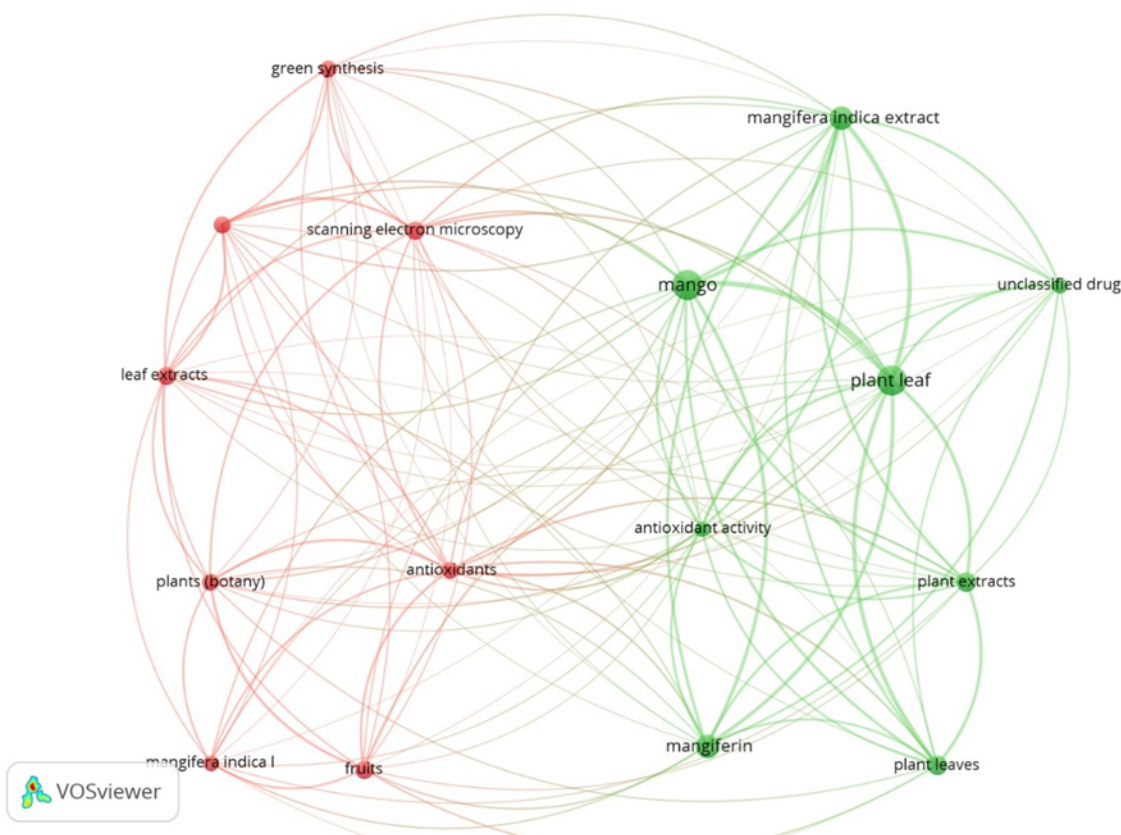 green synthesis
mangifera indica extract
scanning electron microscopy
mango
unclassified drug
leaf extracts
plant leaf
antioxidant activity
plants (botany)
antioxidants
plant extracts
mangiferin
mangifera indica l
fruits
plant leaves
VOSviewer